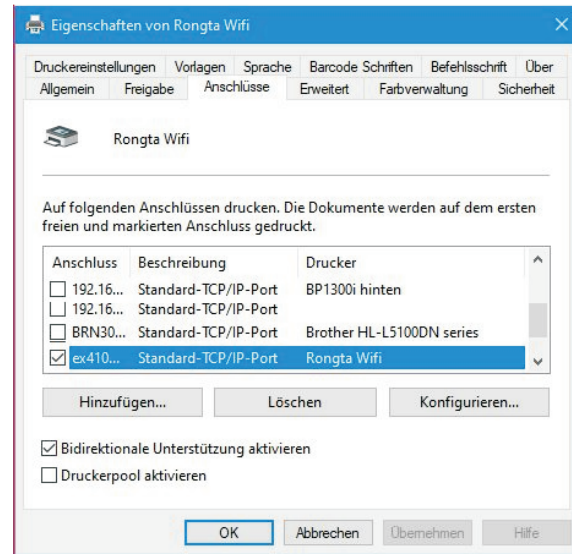 Eigenschaften von Rongta Wifi
Druckereinstellungen Vorlagen Sprache Barcode Schriften Befehlsschrift Über
Allgemein Freigabe Anschlüsse Erweitert Farbverwaltung Sicherheit
Rongta Wifi
Auf folgenden Anschlüssen drucken. Die Dokumente werden auf dem ersten
freien und markierten Anschluss gedruckt.
Anschluss Beschreibung Drucker
192.16... Standard-TCP/IP-Port BP1300i hinten
192.16... Standard-TCP/IP-Port
BRN30... Standard-TCP/IP-Port Brother HL-L5100DN series
ex410... Standard-TCP/IP-Port Rongta Wifi
Hinzufügen... Löschen Konfigurieren...
Bidirektionale Unterstützung aktivieren
Druckerpool aktivieren
OK Abbrechen Übernehmen Hilfe